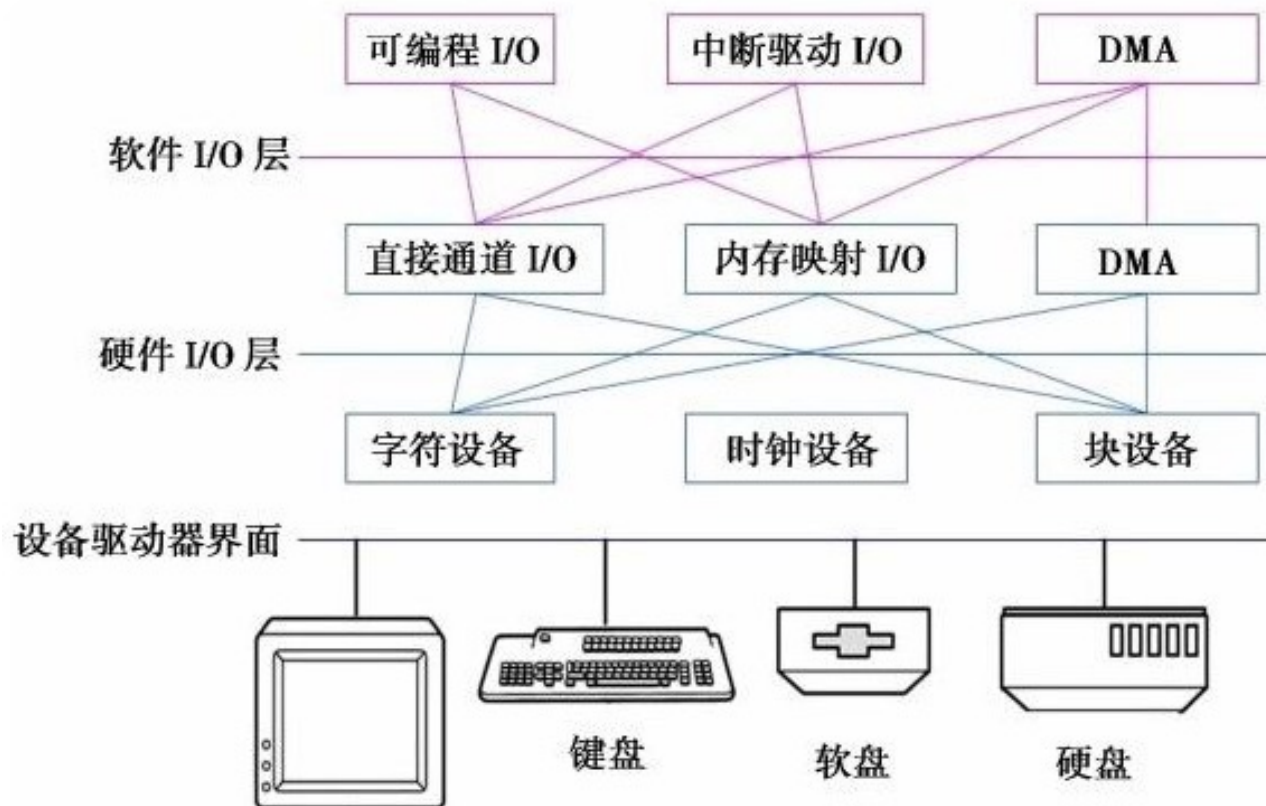 可编程 I/O 中断驱动 I/O DMA
软件 I/O 层
直接通道 I/O 内存映射 I/O DMA
硬件 I/O 层
字符设备 时钟设备 块设备
设备驱动器界面
键盘 软盘 硬盘